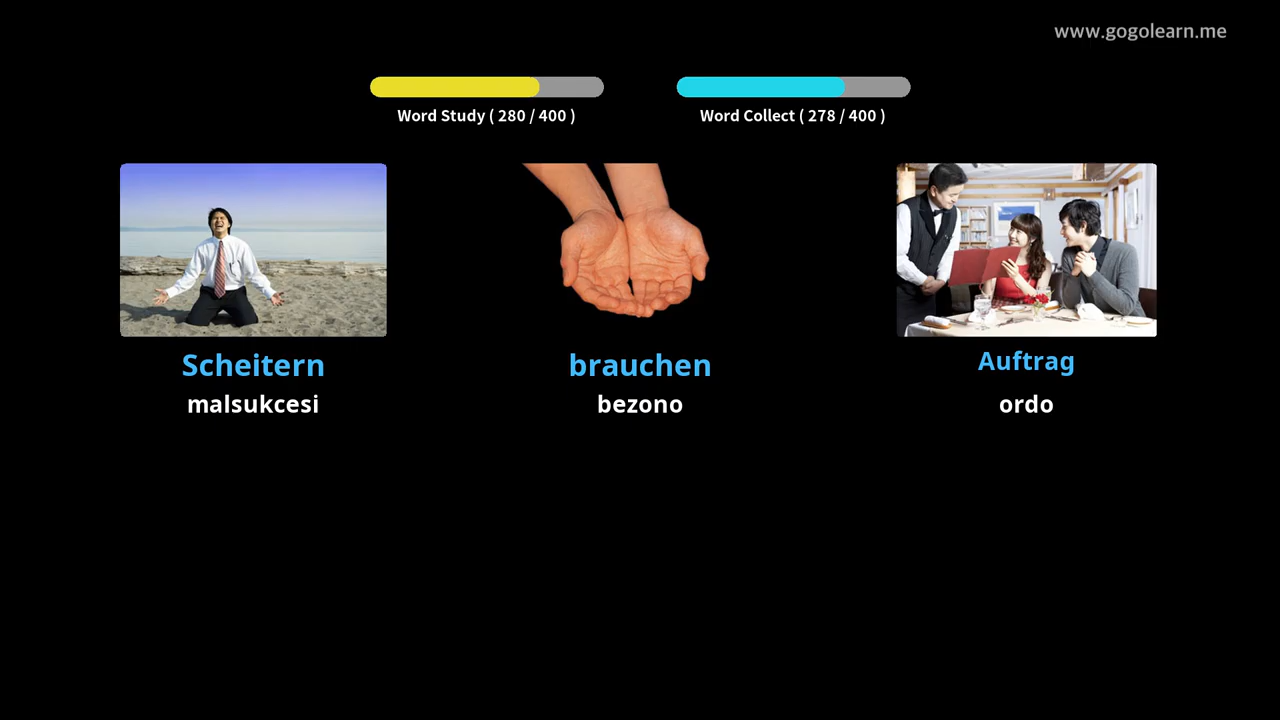 www.gogolearn.me
Word Study ( 280 / 400 )
Word Collect ( 278 / 400 )
Scheitern
malsukcesi
brauchen
bezono
Auftrag
ordo